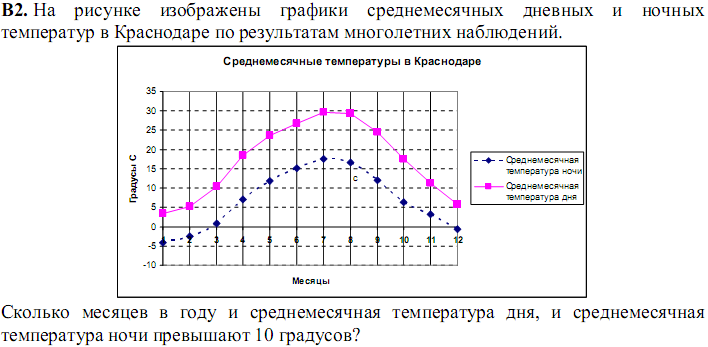 В2. На рисунке изображены графики среднемесячных дневных и ночных
температур в Краснодаре по результатам многолетних наблюдений.
Среднемесячные температуры в Краснодаре
Градусы С
35
30
25
20
15
10
5
0
-5
-10
1 2 3 4 5 6 7 8 9 10 11 12
с
Месяцы
Среднемесячная
температура ночи
Среднемесячная
температура дня
Сколько месяцев в году и среднемесячная температура дня, и среднемесячная
температура ночи превышают 10 градусов?